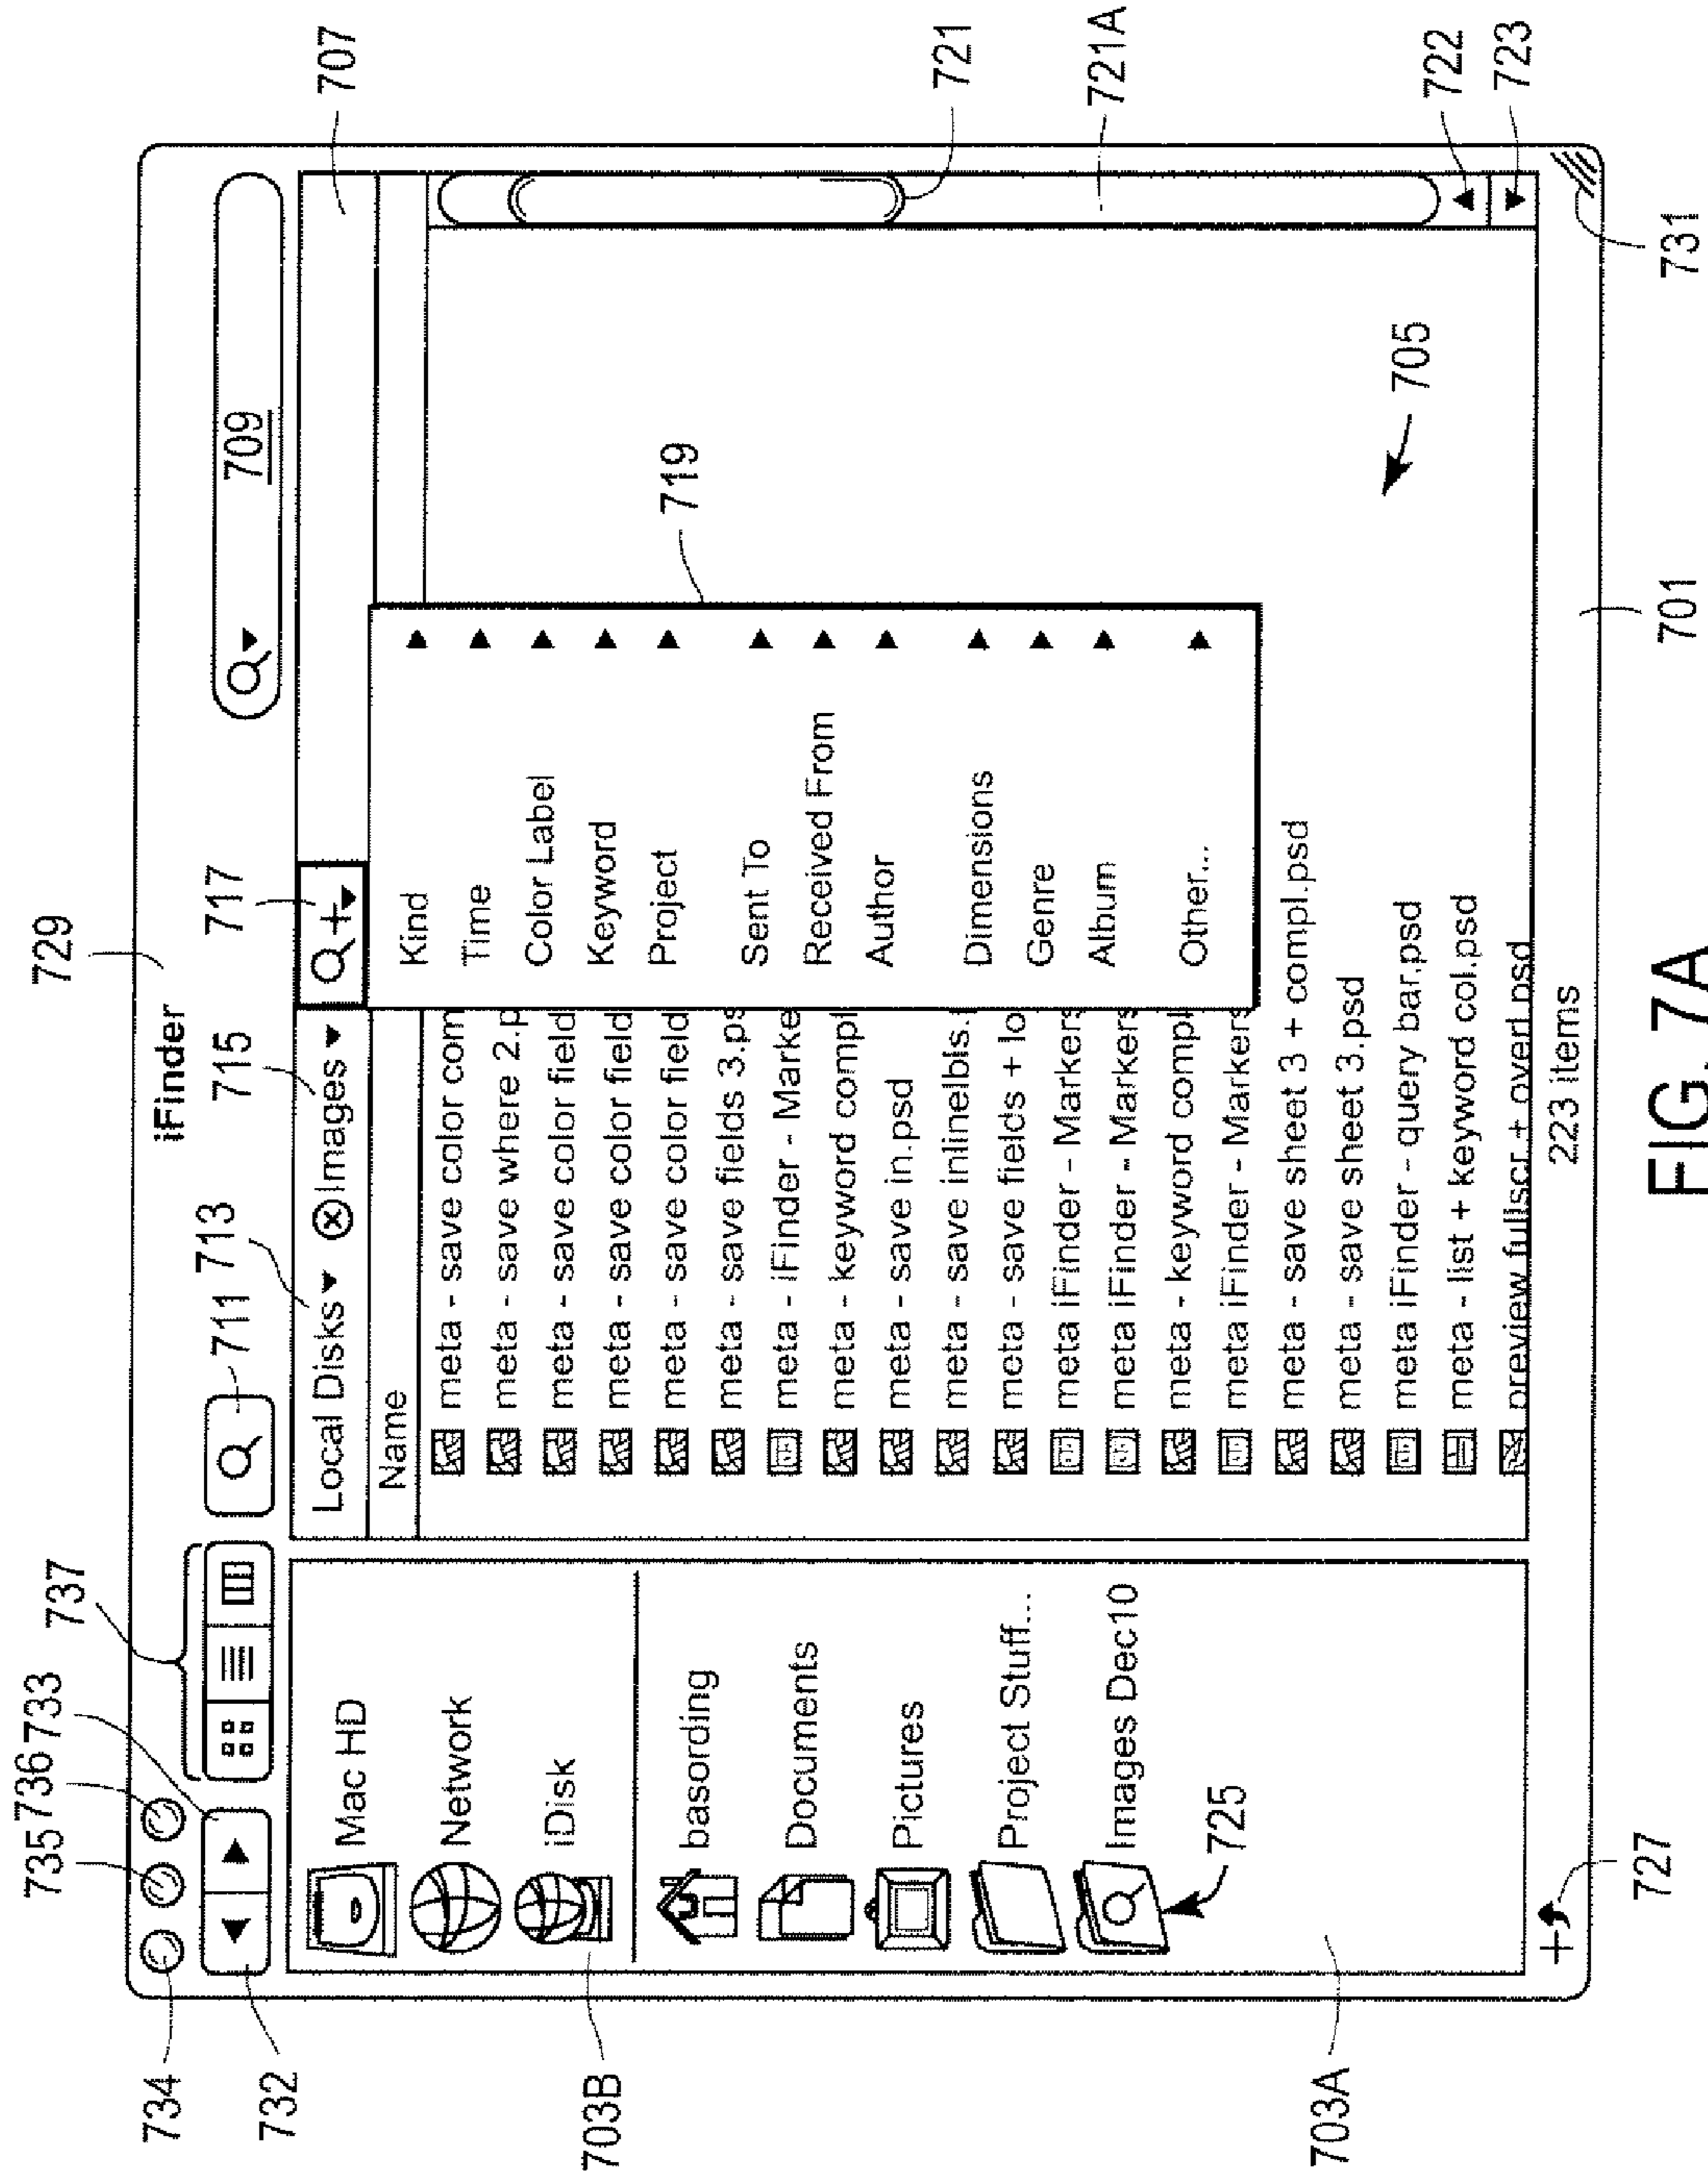 729
iFinder
734
735
736
733
737
711
713
715
717
732
709
707
Local Disks Images
Name
Mac HD
Network
iDisk
703B
basording
Documents
Pictures
Project Stuff...
Images Dec10
725
703A
meta - save color com
meta - save where 2.p
meta - save color field
meta - save color field
meta - save color field
meta - save fields 3.ps
meta - iFinder - Marke
meta - keyword compl
meta - save in.psd
meta - save inlinelbls.
meta - save fields + lo
meta iFinder - Markers
meta iFinder - Markers
meta - keyword compl
meta iFinder - Markers
meta - save sheet 3 + compl.psd
meta - save sheet 3.psd
meta iFinder - query bar.psd
meta - list + keyword col.psd
preview fullscr + overl.psd
Kind
Time
Color Label
Keyword
Project
Sent To
Received From
Author
Dimensions
Genre
Album
Other...
719
721
721A
705
722
723
223 items
727
701
731
FIG. 7A